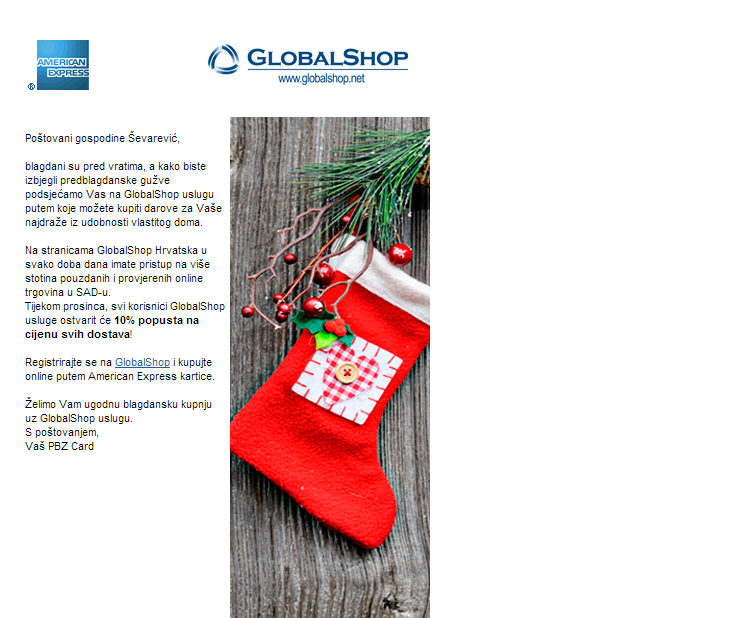 AMERICAN
EXPRESS
®
GLOBALSHOP
www.globalshop.net
Poštovani gospodine Ševarević,
blagdani su pred vratima, a kako biste
izbjegli predblagdanske gužve
podsjećamo Vas na GlobalShop uslugu
putem koje možete kupiti darove za Vaše
najdraže iz udobnosti vlastitog doma.
Na stranicama GlobalShop Hrvatska u
svako doba dana imate pristup na više
stotina pouzdanih i provjerenih online
trgovina u SAD-u.
Tijekom prosinca, svi korisnici GlobalShop
usluge ostvarit će 10% popusta na
cijenu svih dostava!
Registrirajte se na GlobalShop i kupujte
online putem American Express kartice.
Želimo Vam ugodnu blagdansku kupnju
uz GlobalShop uslugu.
S poštovanjem,
Vaš PBZ Card